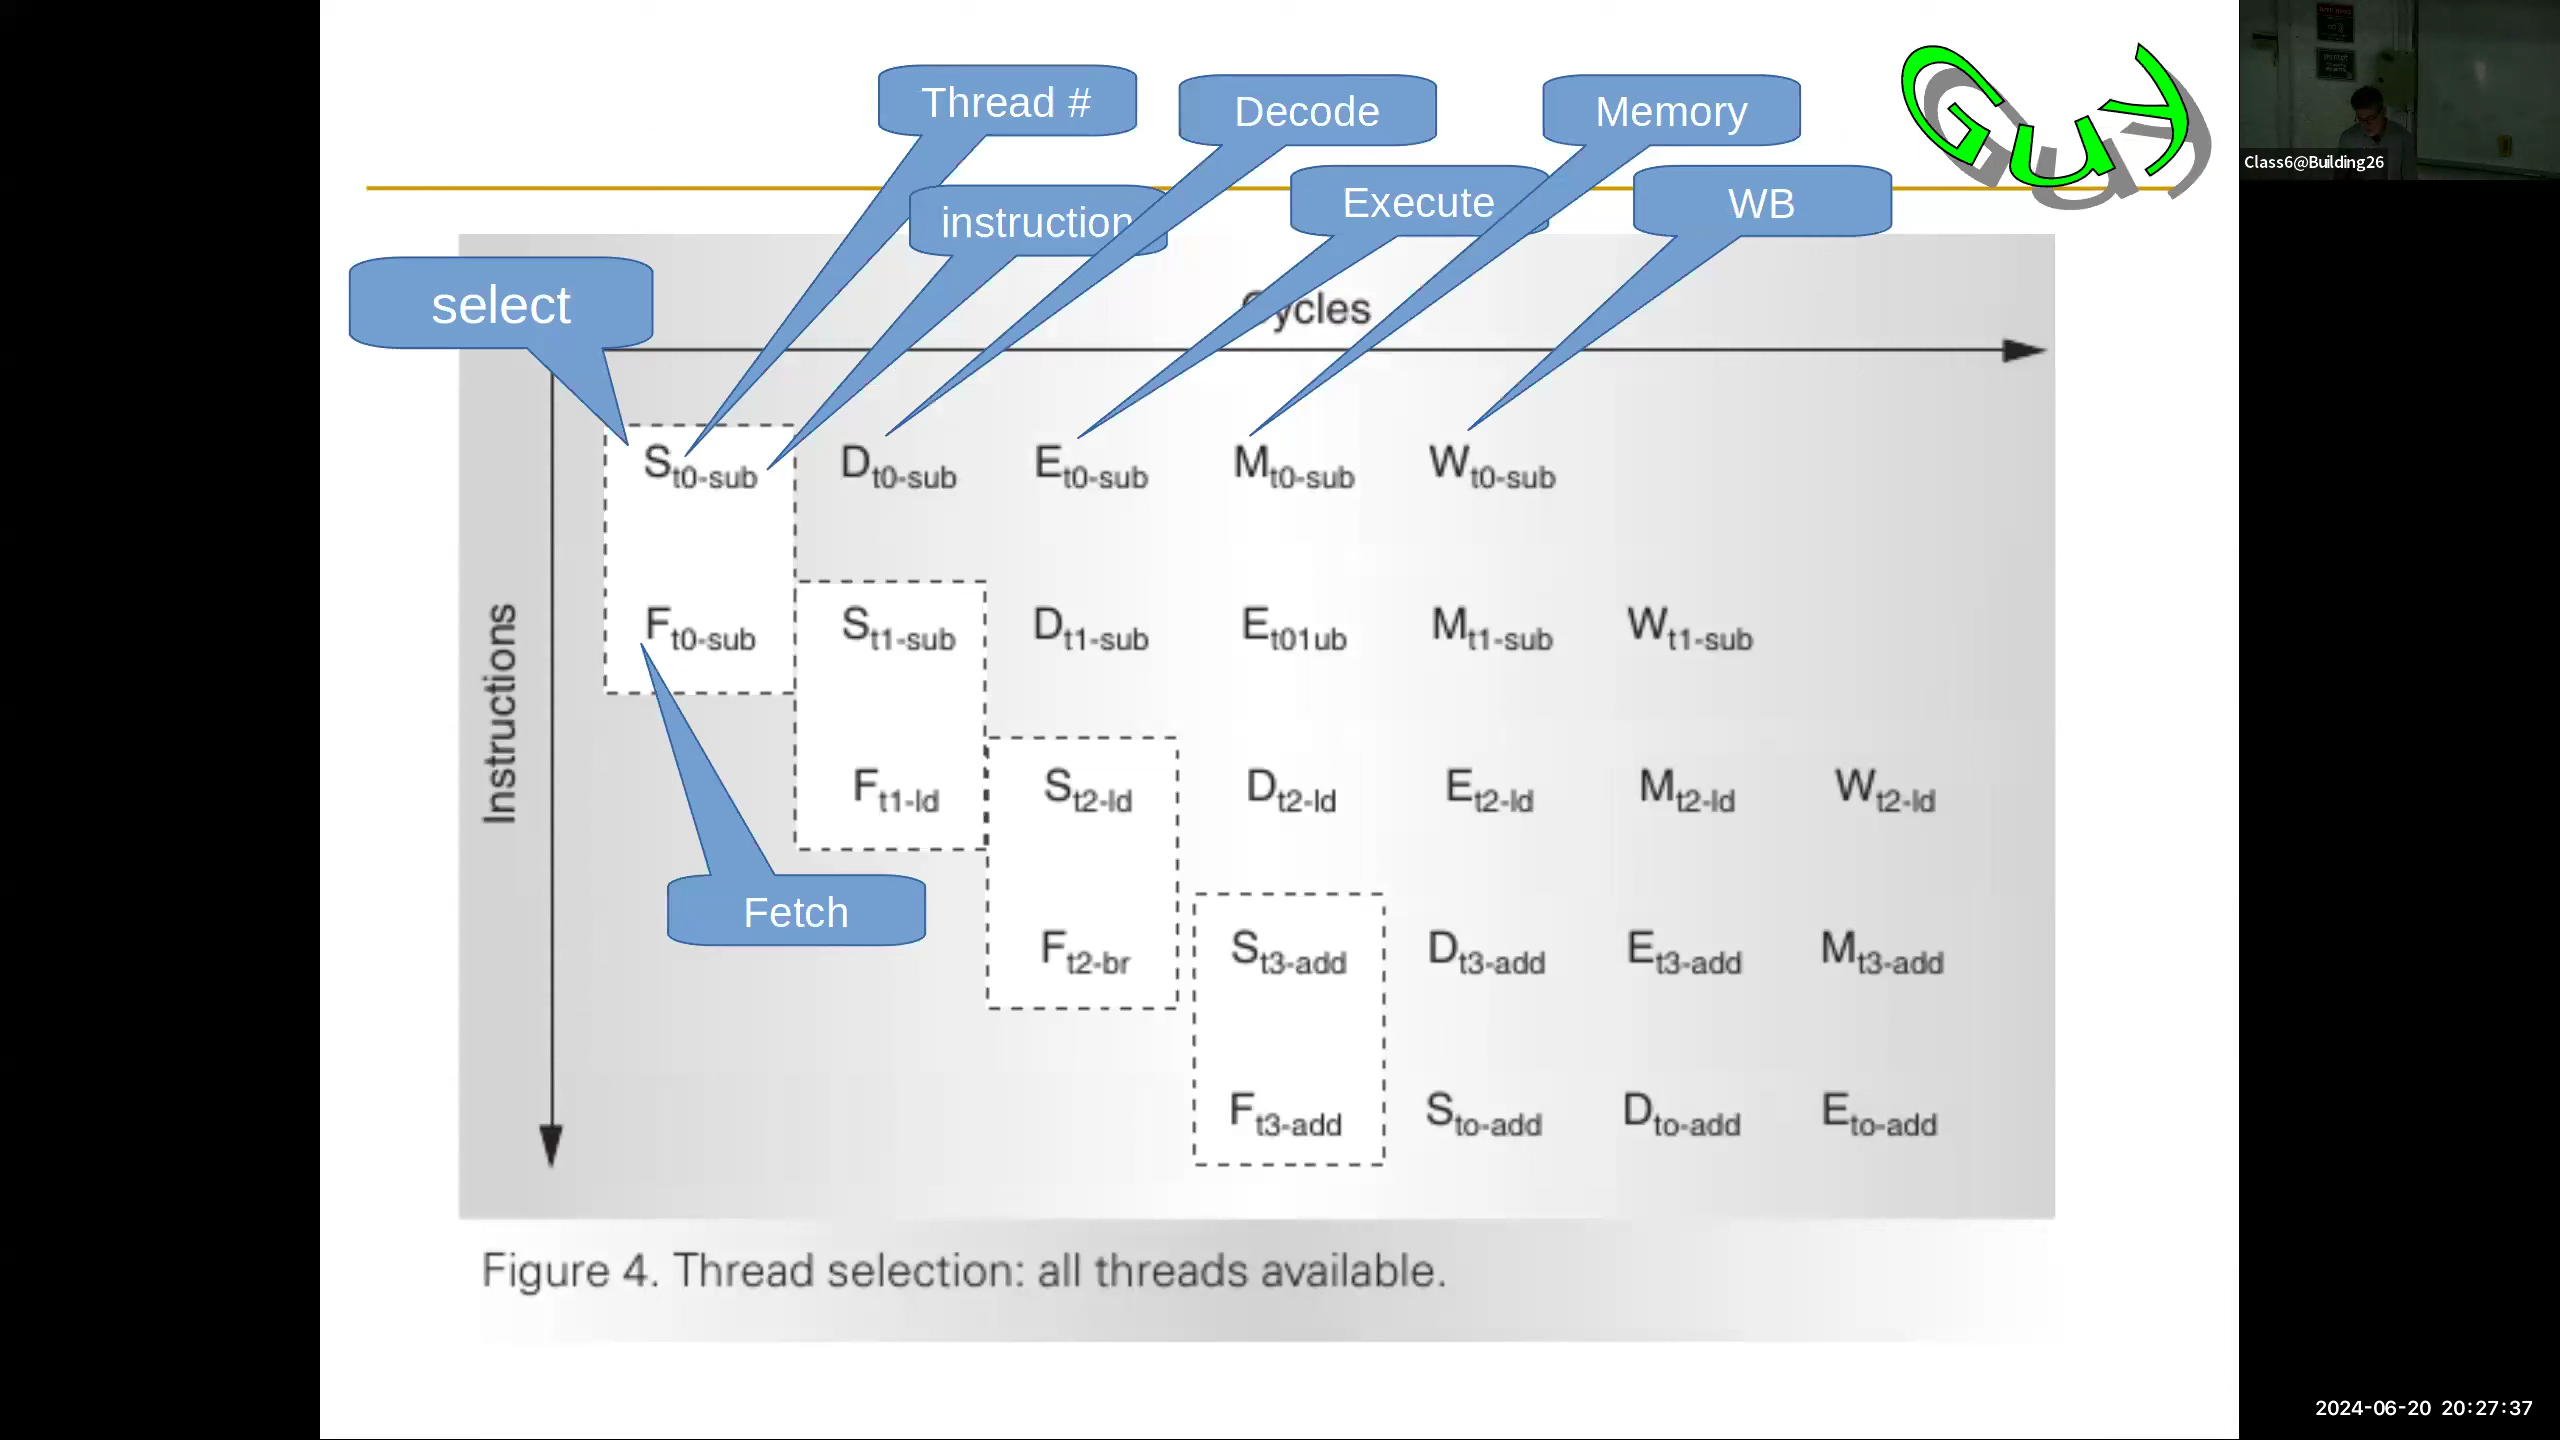 Thread #
Decode
Memory
Guy
Class6@Building26
instruction
Execute
WB
select
Cycles
Instructions
St0-sub Dt0-sub Et0-sub Mt0-sub Wt0-sub
Ft0-sub St1-sub Dt1-sub Et01ub Mt1-sub Wt1-sub
Ft1-ld St2-ld Dt2-ld Et2-ld Mt2-ld Wt2-ld
Fetch
Ft2-br St3-add Dt3-add Et3-add Mt3-add
Ft3-add Sto-add Dto-add Eto-add
Figure 4. Thread selection: all threads available.
2024-06-20 20:27:37